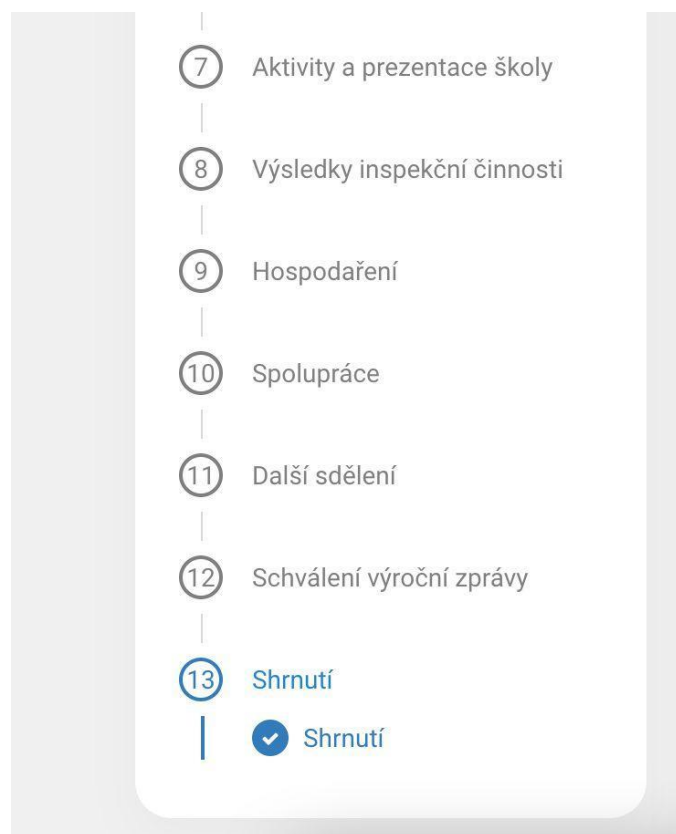 7 Aktivity a prezentace školy
8 Výsledky inspekční činnosti
9 Hospodaření
10 Spolupráce
11 Další sdělení
12 Schválení výroční zprávy
13 Shrnutí
Shrnutí